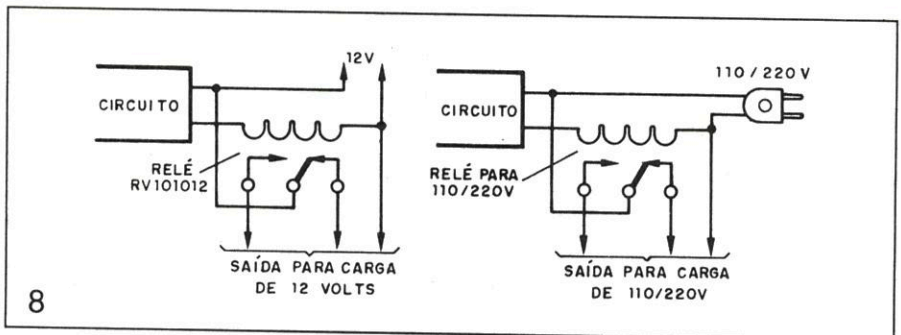 12V
CIRCUITO
RELÉ
RV101012
SAÍDA PARA CARGA
DE 12 VOLTS
110 / 220 V
CIRCUITO
RELÉ PARA
110/220V
SAÍDA PARA CARGA
DE 110/220V
8